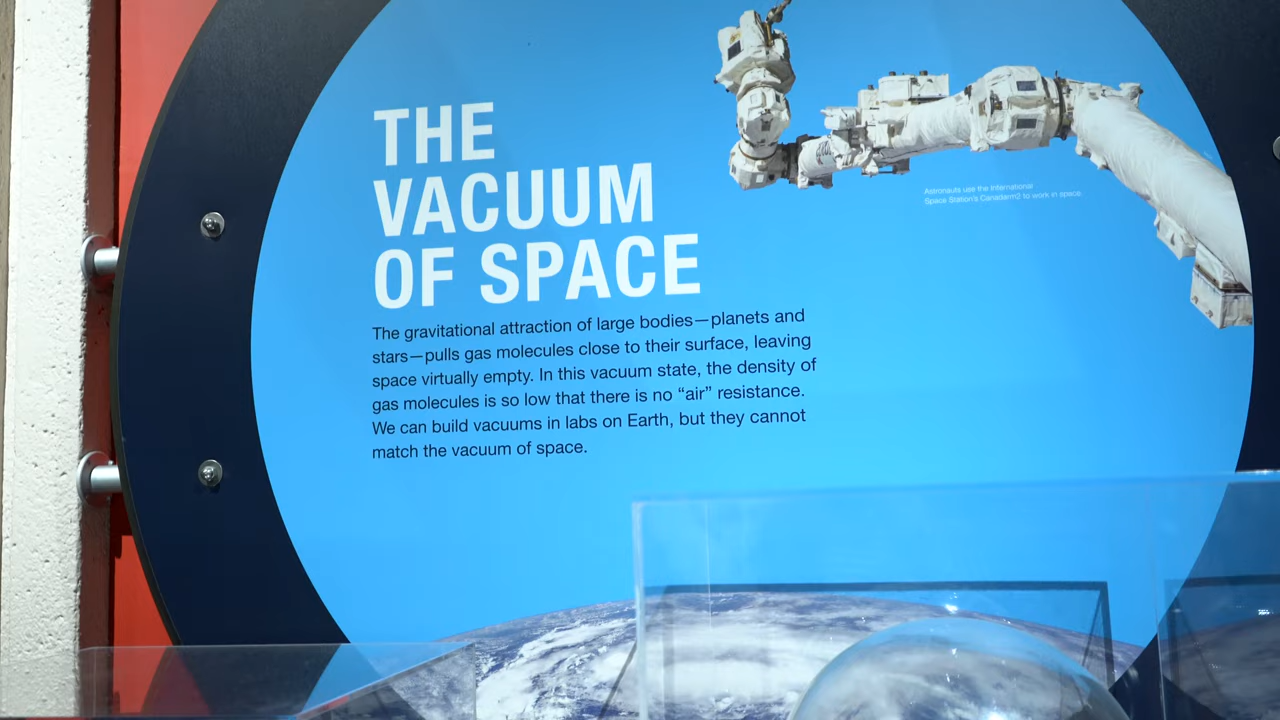 THE
VACUUM
OF SPACE
The gravitational attraction of large bodies—planets and
stars—pulls gas molecules close to their surface, leaving
space virtually empty. In this vacuum state, the density of
gas molecules is so low that there is no “air” resistance.
We can build vacuums in labs on Earth, but they cannot
match the vacuum of space.
Astronauts use the International
Space Station's Canadarm2 to work in space.